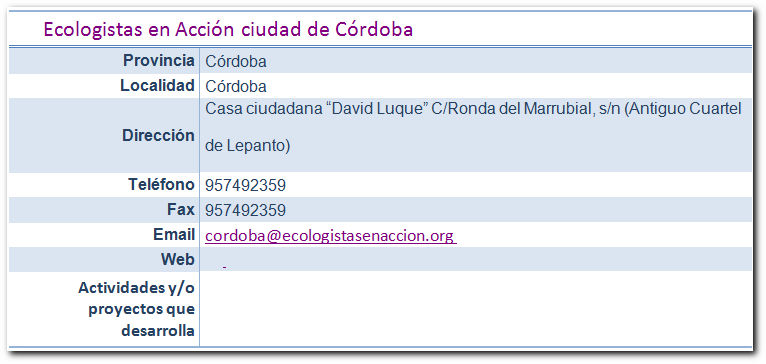 Ecologistas en Acción ciudad de Córdoba
Provincia Córdoba
Localidad Córdoba
Dirección Casa ciudadana “David Luque” C/Ronda del Marrubial, s/n (Antiguo Cuartel
de Lepanto)
Teléfono 957492359
Fax 957492359
Email cordoba@ecologistasenaccion.org
Web
Actividades y/o
proyectos que
desarrolla